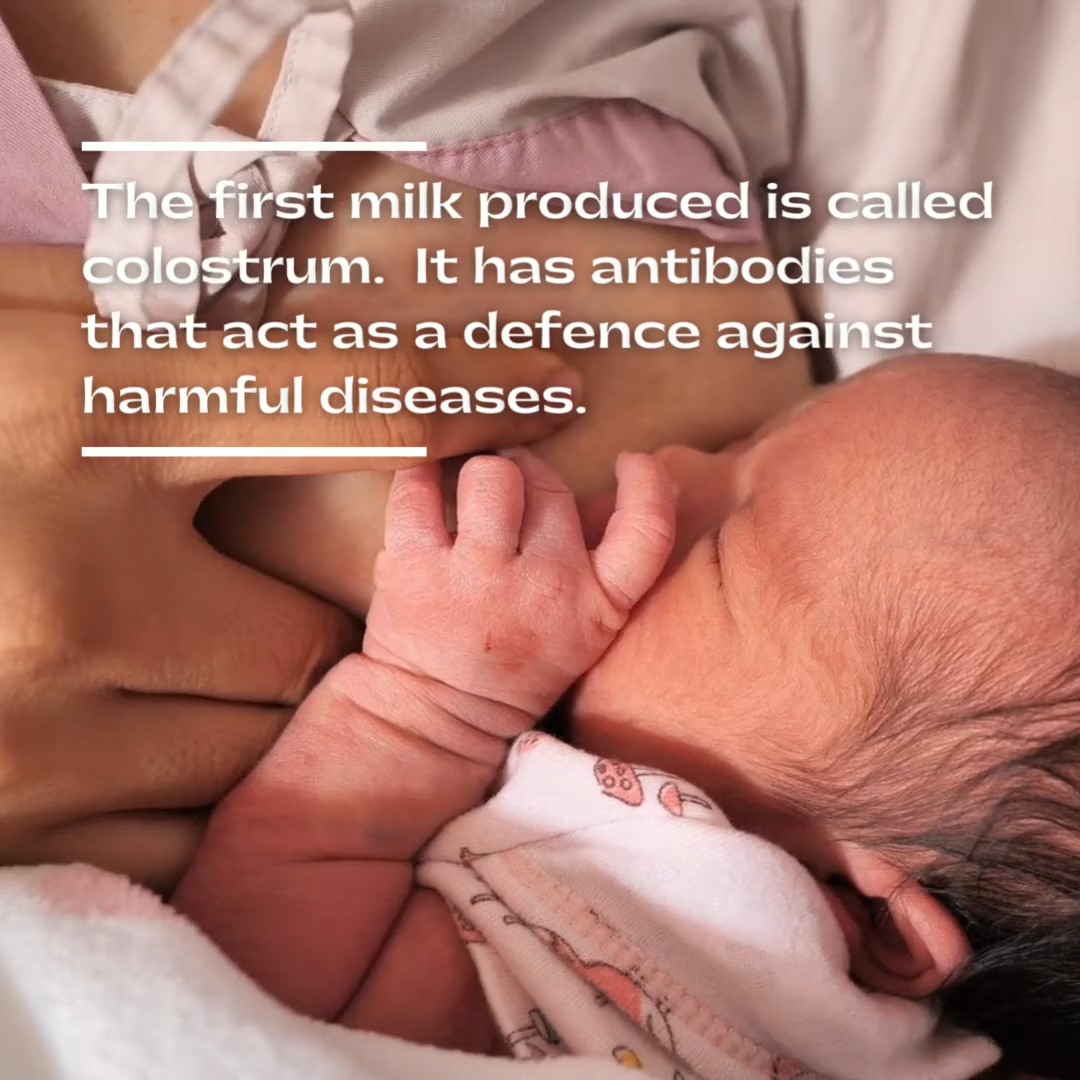 The first milk produced is called
colostrum.  It has antibodies
that act as a defence against
harmful diseases.